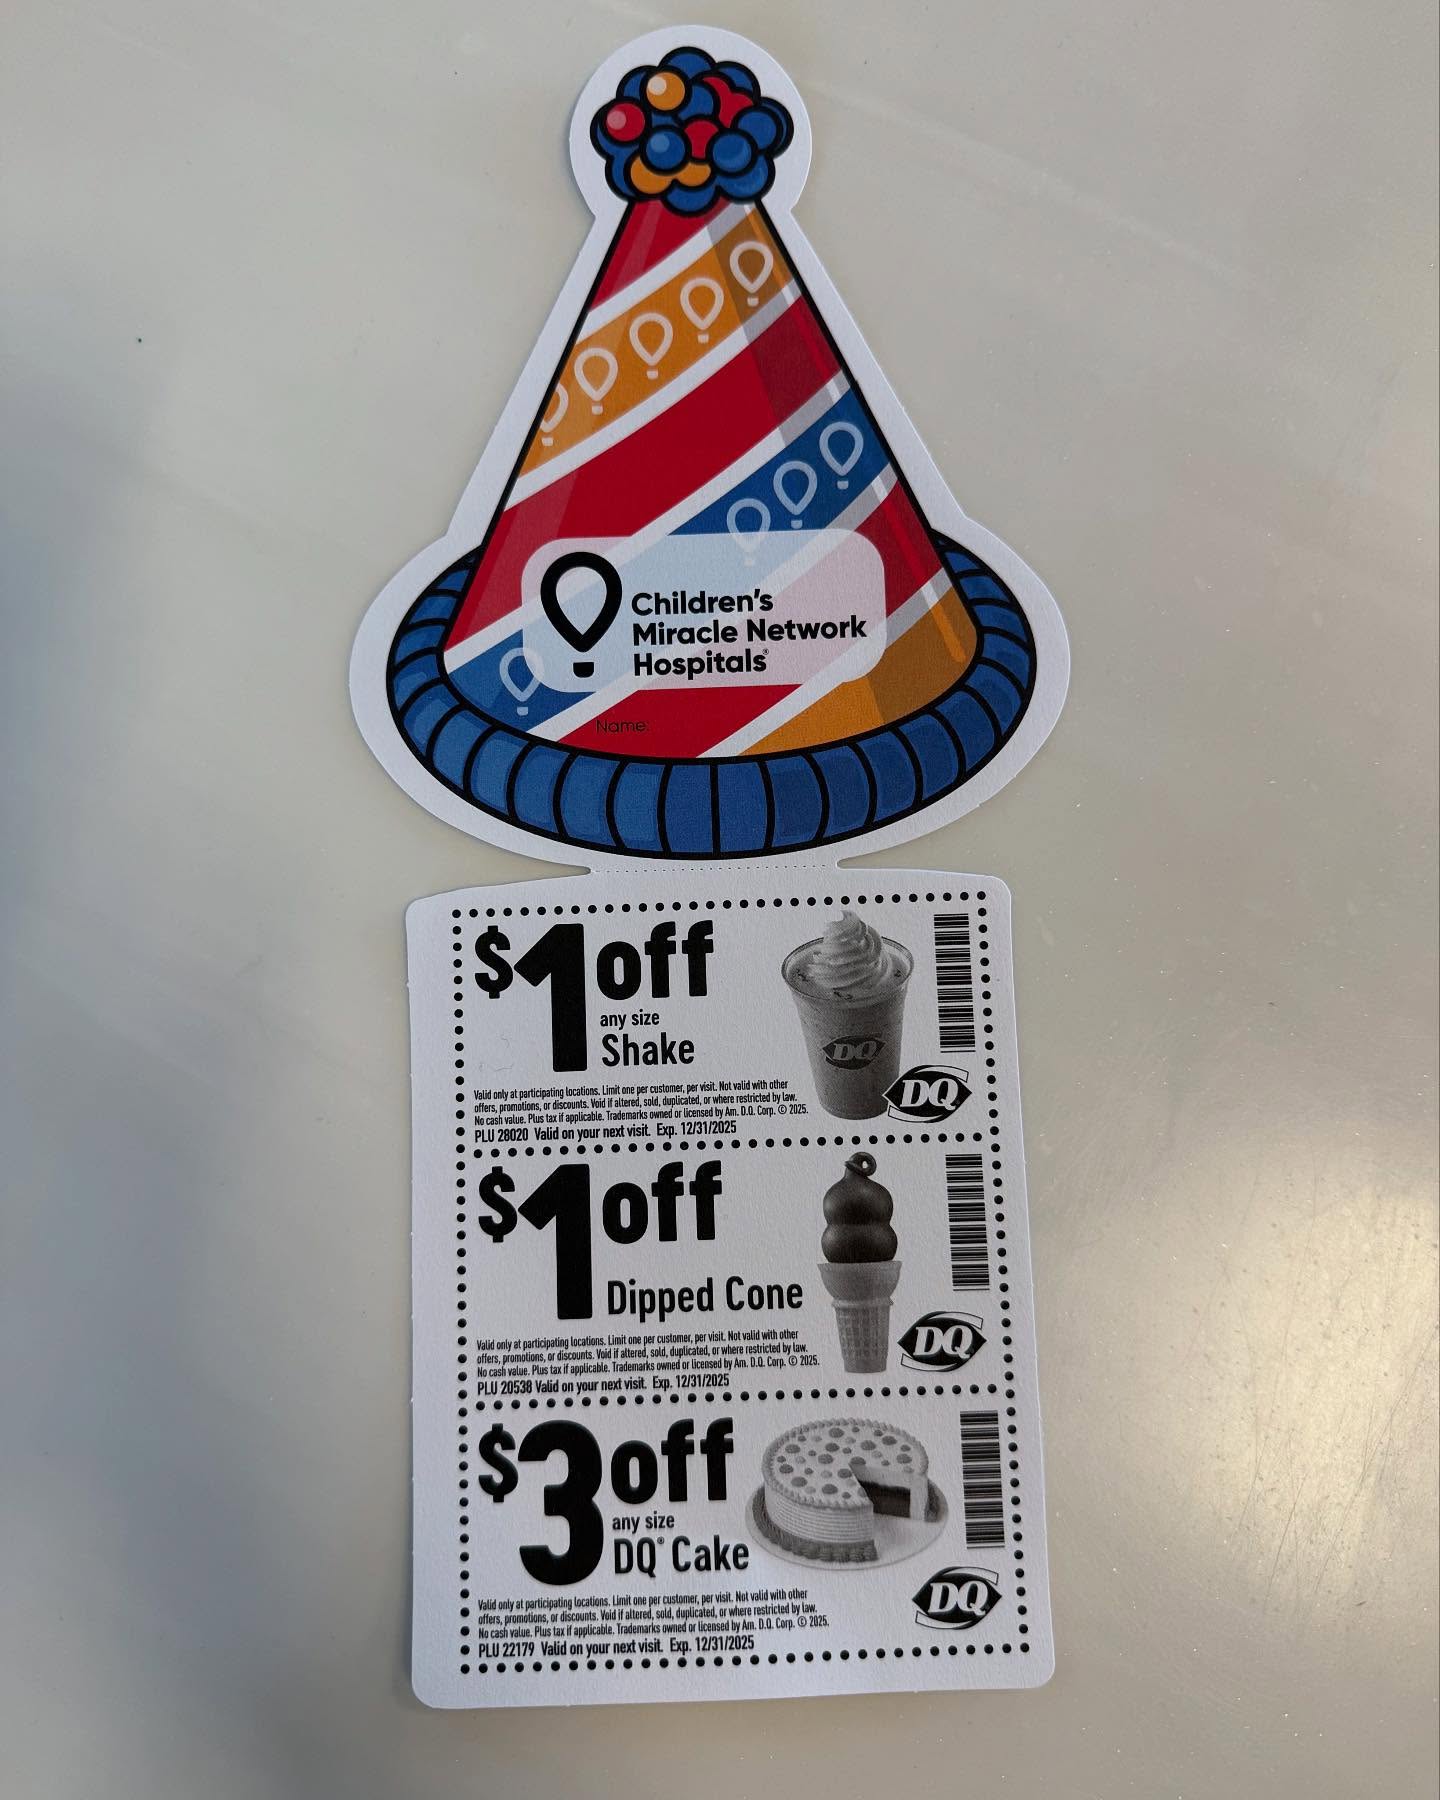 Children's
Miracle Network
Hospitals®
Name:
$1 off
any size
Shake
DQ
DQ
Valid only at participating locations. Limit one per customer, per visit. Not valid with other
offers, promotions, or discounts. Void if altered, sold, duplicated, or where restricted by law.
No cash value. Plus tax if applicable. Trademarks owned or licensed by Am. D.Q. Corp. © 2025.
PLU 28020 Valid on your next visit. Exp. 12/31/2025
$1 off
Dipped Cone
DQ
Valid only at participating locations. Limit one per customer, per visit. Not valid with other
offers, promotions, or discounts. Void if altered, sold, duplicated, or where restricted by law.
No cash value. Plus tax if applicable. Trademarks owned or licensed by Am. D.Q. Corp. © 2025.
PLU 20538 Valid on your next visit. Exp. 12/31/2025
$3 off
any size
DQ® Cake
DQ
Valid only at participating locations. Limit one per customer, per visit. Not valid with other
offers, promotions, or discounts. Void if altered, sold, duplicated, or where restricted by law.
No cash value. Plus tax if applicable. Trademarks owned or licensed by Am. D.Q. Corp. © 2025.
PLU 22179 Valid on your next visit. Exp. 12/31/2025